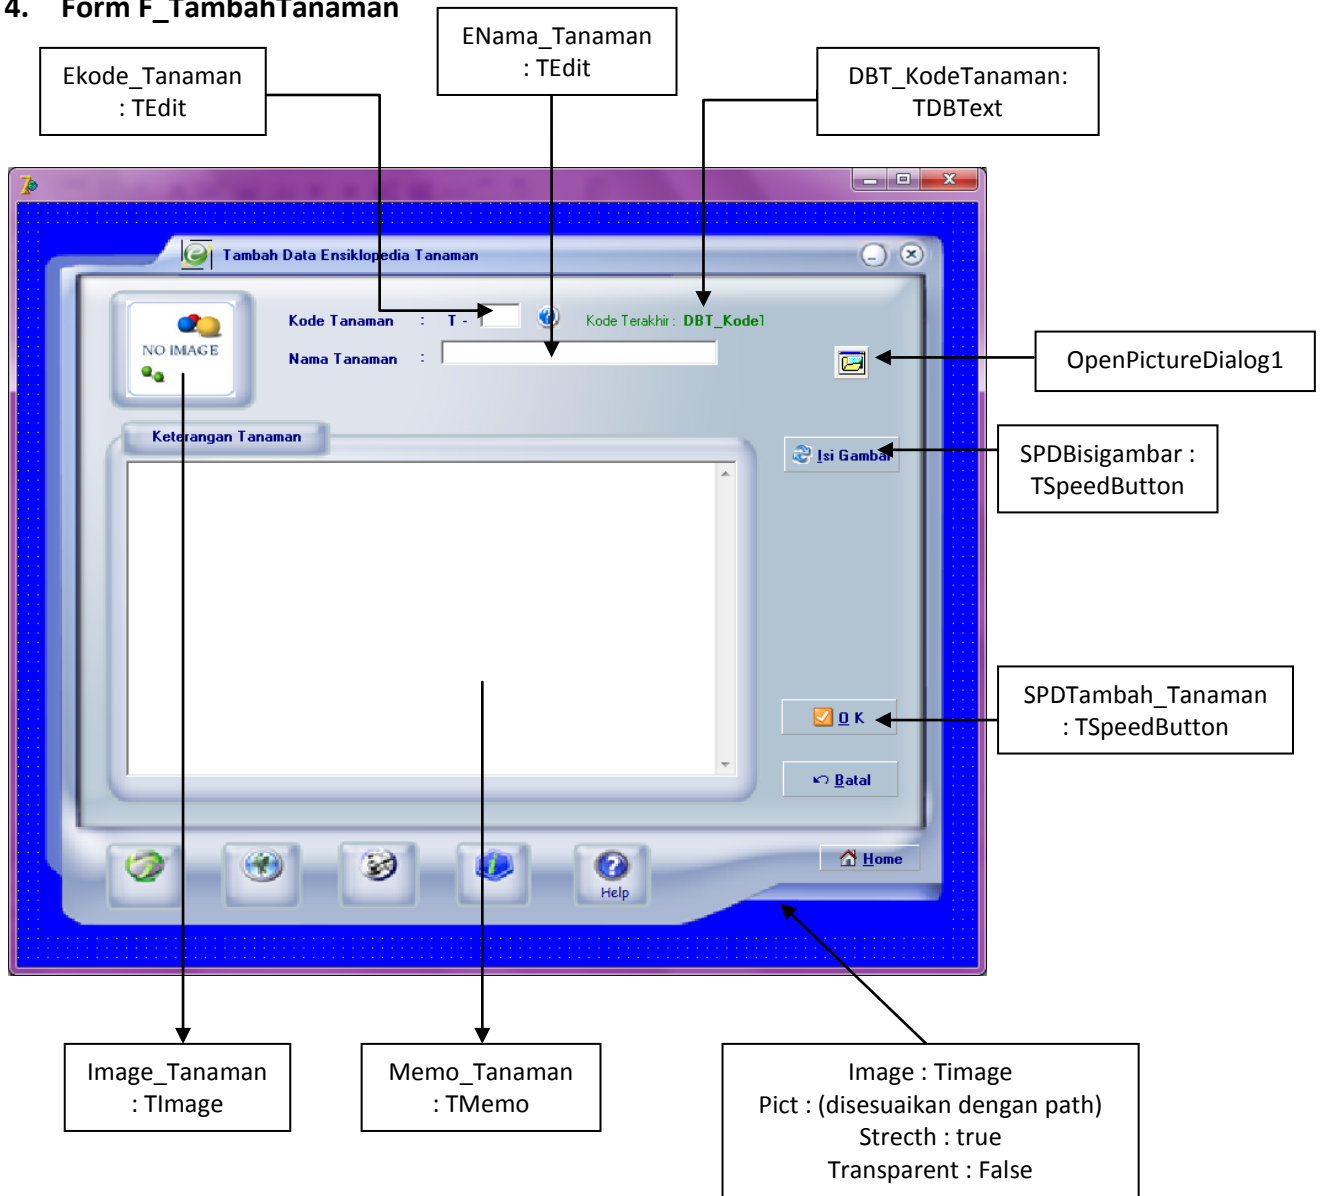 4. Form F_TambahTanaman
Ekode_Tanaman
: TEdit
ENama_Tanaman
: TEdit
DBT_KodeTanaman:
TDBText
Tambah Data Ensiklopedia Tanaman
Kode Tanaman : T -
Kode Terakhir : DBT_Kode1
NO IMAGE
Nama Tanaman :
OpenPictureDialog1
Keterangan Tanaman
Isi Gambar
SPDBisigambar :
TSpeedButton
O K
SPDTambah_Tanaman
: TSpeedButton
Batal
Home
Help
Image_Tanaman
: TImage
Memo_Tanaman
: TMemo
Image : Timage
Pict : (disesuaikan dengan path)
Strecth : true
Transparent : False